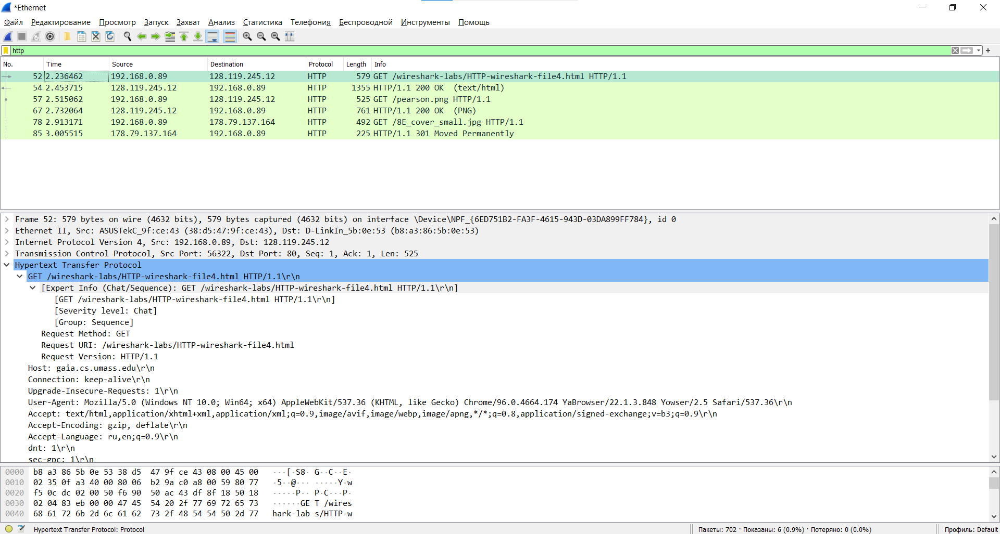 *Ethernet
Файл Редактирование Просмотр Запуск Захват Анализ Статистика Телефония Беспроводной Инструменты Помощь
http
No. Time Source Destination Protocol Length Info
52 2.236462 192.168.0.89 128.119.245.12 HTTP 579 GET /wireshark-labs/HTTP-wireshark-file4.html HTTP/1.1
54 2.453715 128.119.245.12 192.168.0.89 HTTP 1355 HTTP/1.1 200 OK  (text/html)
57 2.515062 192.168.0.89 128.119.245.12 HTTP 525 GET /pearson.png HTTP/1.1
67 2.732064 128.119.245.12 192.168.0.89 HTTP 761 HTTP/1.1 200 OK  (PNG)
78 2.913171 192.168.0.89 178.79.137.164 HTTP 492 GET /8E_cover_small.jpg HTTP/1.1
85 3.005515 178.79.137.164 192.168.0.89 HTTP 225 HTTP/1.1 301 Moved Permanently
Frame 52: 579 bytes on wire (4632 bits), 579 bytes captured (4632 bits) on interface \Device\NPF_{6ED751B2-FA3F-4615-943D-03DA899FF784}, id 0
Ethernet II, Src: ASUSTekC_9f:ce:43 (38:d5:47:9f:ce:43), Dst: D-LinkIn_5b:0e:53 (b8:a3:86:5b:0e:53)
Internet Protocol Version 4, Src: 192.168.0.89, Dst: 128.119.245.12
Transmission Control Protocol, Src Port: 56322, Dst Port: 80, Seq: 1, Ack: 1, Len: 525
Hypertext Transfer Protocol
GET /wireshark-labs/HTTP-wireshark-file4.html HTTP/1.1\r\n
[Expert Info (Chat/Sequence): GET /wireshark-labs/HTTP-wireshark-file4.html HTTP/1.1\r\n]
[GET /wireshark-labs/HTTP-wireshark-file4.html HTTP/1.1\r\n]
[Severity level: Chat]
[Group: Sequence]
Request Method: GET
Request URI: /wireshark-labs/HTTP-wireshark-file4.html
Request Version: HTTP/1.1
Host: gaia.cs.umass.edu\r\n
Connection: keep-alive\r\n
Upgrade-Insecure-Requests: 1\r\n
User-Agent: Mozilla/5.0 (Windows NT 10.0; Win64; x64) AppleWebKit/537.36 (KHTML, like Gecko) Chrome/96.0.4664.174 YaBrowser/22.1.3.848 Yowser/2.5 Safari/537.36\r\n
Accept: text/html,application/xhtml+xml,application/xml;q=0.9,image/avif,image/webp,image/apng,*/*;q=0.8,application/signed-exchange;v=b3;q=0.9\r\n
Accept-Encoding: gzip, deflate\r\n
Accept-Language: ru,en;q=0.9\r\n
dnt: 1\r\n
sec-gpc: 1\r\n
0000 b8 a3 86 5b 0e 53 38 d5 47 9f ce 43 08 00 45 00 ···[·S8· G··C··E·
0010 02 35 0f a3 40 00 80 06 b2 9a c0 a8 00 59 80 77 ·5··@··· ·····Y·w
0020 f5 0c dc 02 00 50 f6 90 50 ac 43 df 8f 18 50 18 ·····P·· P·C···P·
0030 02 04 83 eb 00 00 47 45 54 20 2f 77 69 72 65 73 ······GE T /wires
0040 68 61 72 6b 2d 6c 61 62 73 2f 48 54 54 50 2d 77 hark-lab s/HTTP-w
Hypertext Transfer Protocol: Protocol Пакеты: 702 · Показаны: 6 (0.9%) · Потеряно: 0 (0.0%) Профиль: Default